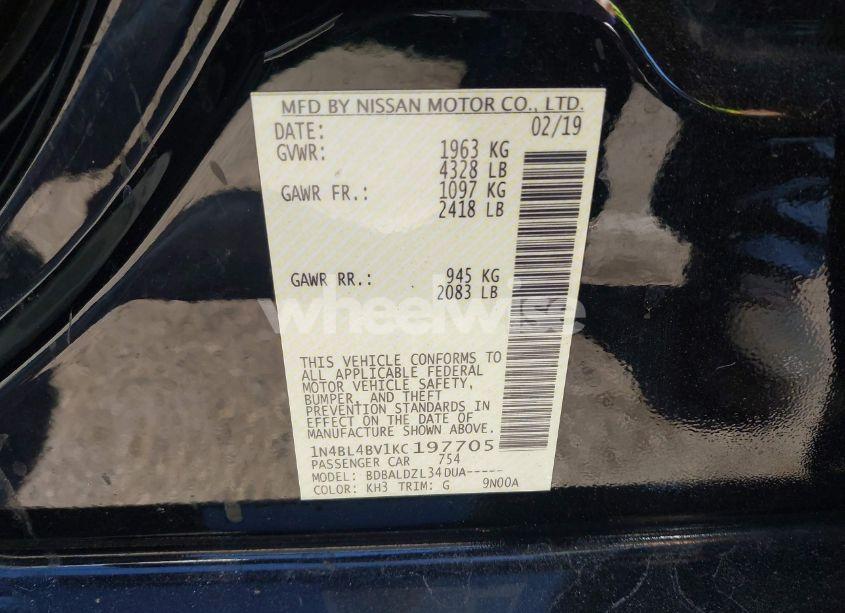 MFD BY NISSAN MOTOR CO., LTD.
DATE: 02/19
GVWR: 1963 KG
4328 LB
GAWR FR.: 1097 KG
2418 LB
GAWR RR.: 945 KG
2083 LB
wheelwise
THIS VEHICLE CONFORMS TO
ALL APPLICABLE FEDERAL
MOTOR VEHICLE SAFETY,
BUMPER, AND THEFT
PREVENTION STANDARDS IN
EFFECT ON THE DATE OF
MANUFACTURE SHOWN ABOVE.
1N4BL4BV1KC197705
PASSENGER CAR 754
MODEL: BDBALDZL34DUA-----
COLOR: KH3 TRIM: G 9N00A